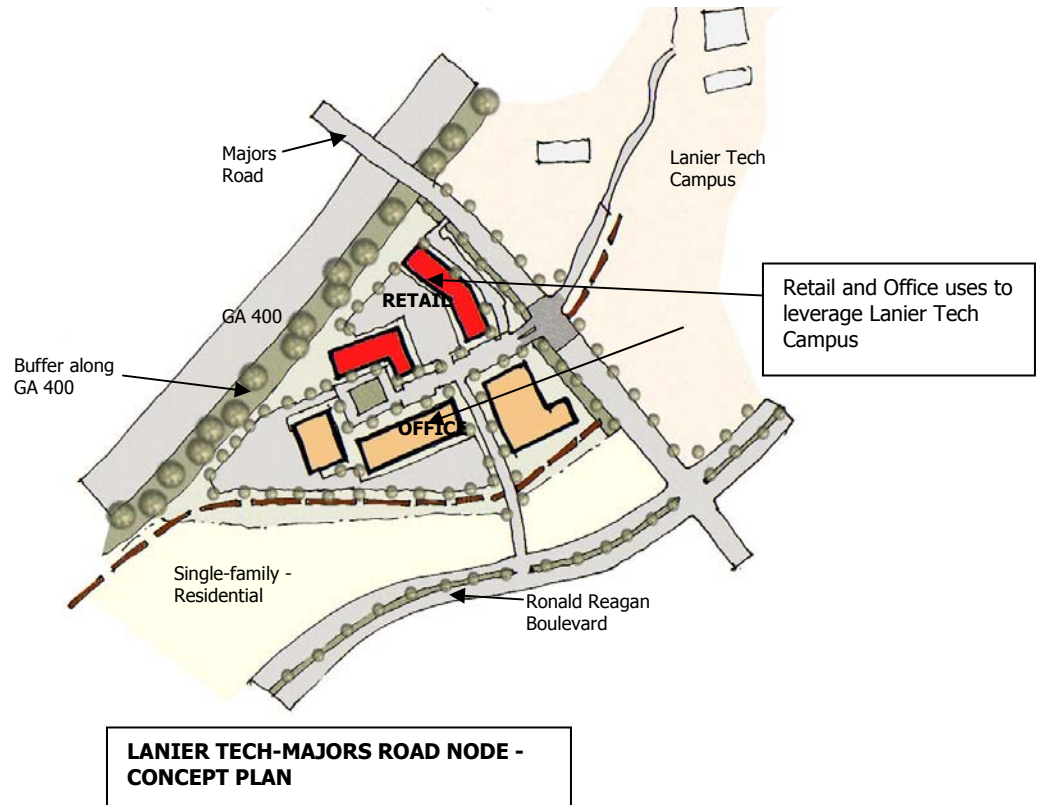 Majors
Road
Lanier Tech
Campus
Retail and Office uses to
leverage Lanier Tech
Campus
RETAIL
GA 400
Buffer along
GA 400
OFFICE
Single-family -
Residential
Ronald Reagan
Boulevard
LANIER TECH-MAJORS ROAD NODE -
CONCEPT PLAN